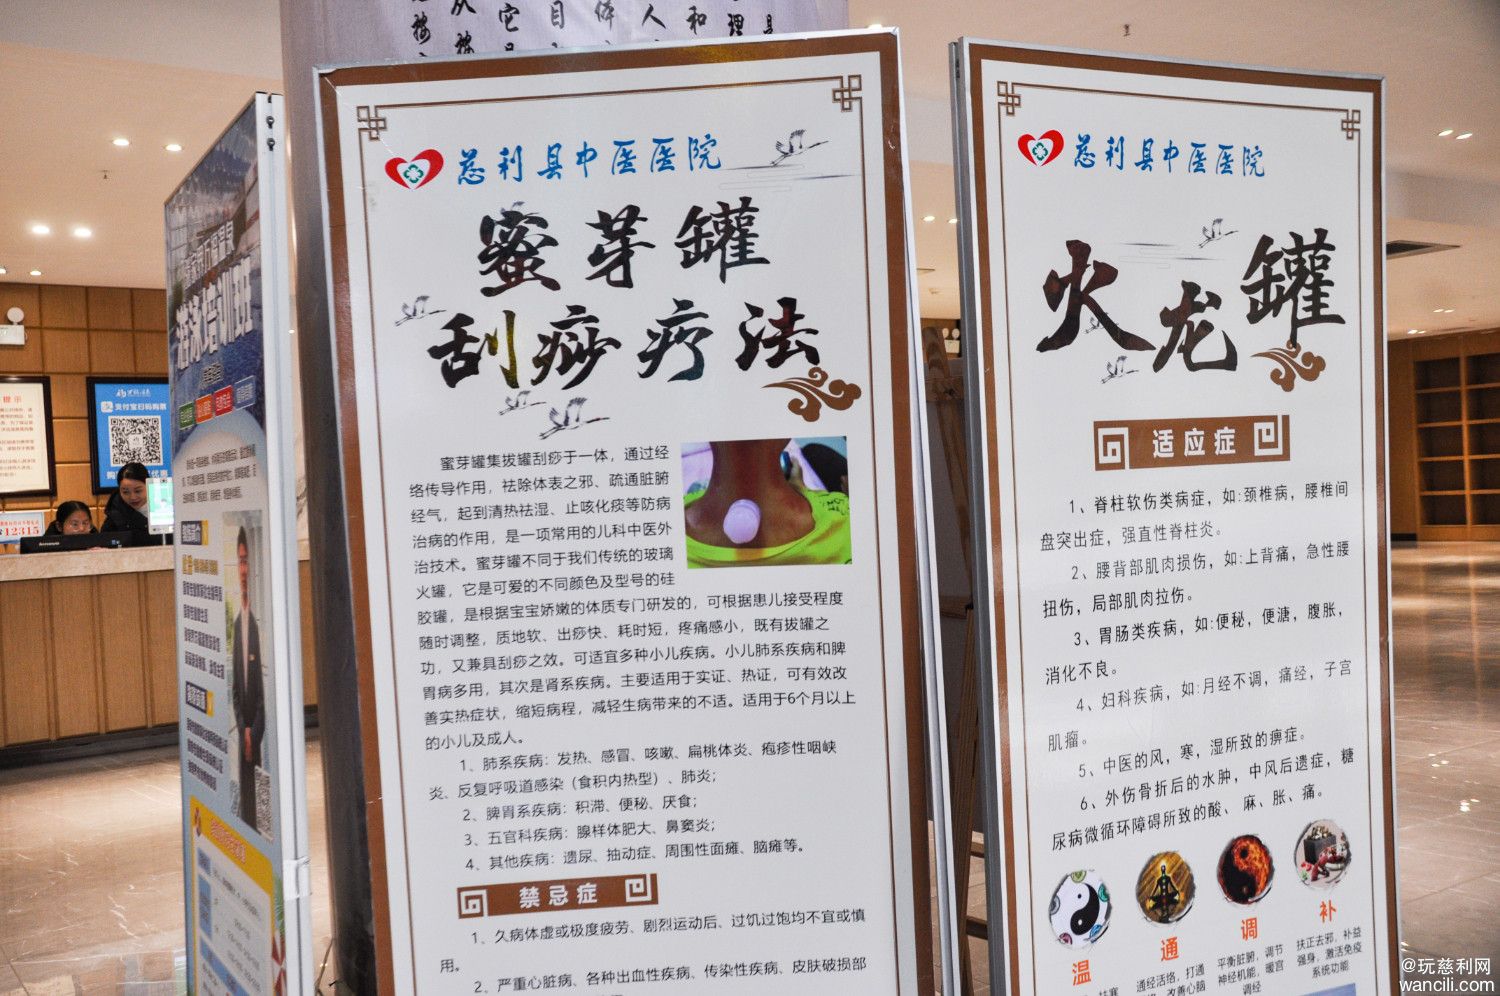 慈利县中医医院
蜜芽罐
刮痧疗法
蜜芽罐集拔罐刮痧于一体，通过经
络传导作用，祛除体表之邪、疏通脏腑
经气，起到清热祛湿、止咳化痰等防病
治病的作用，是一项常用的儿科中医外
治技术。蜜芽罐不同于我们传统的玻璃
火罐，它是可爱的不同颜色及型号的硅
胶罐，是根据宝宝娇嫩的体质专门研发的，可根据患儿接受程度
随时调整，质地软、出痧快、耗时短，疼痛感小，既有拔罐之
功，又兼具刮痧之效。可适宜多种小儿疾病。小儿肺系疾病和脾
胃病多用，其次是肾系疾病。主要适用于实证、热证，可有效改
善实热症状，缩短病程，减轻生病带来的不适。适用于6个月以上
的小儿及成人。
1、肺系疾病：发热、感冒、咳嗽、扁桃体炎、疱疹性咽峡
炎、反复呼吸道感染（食积内热型）、肺炎；
2、脾胃系疾病：积滞、便秘、厌食；
3、五官科疾病：腺样体肥大、鼻窦炎；
4、其他疾病：遗尿、抽动症、周围性面瘫、脑瘫等。
禁忌症
1、久病体虚或极度疲劳、剧烈运动后、过饥过饱均不宜或慎
用。
2、严重心脏病、各种出血性疾病、传染性疾病、皮肤破损部
慈利县中医医院
火龙罐
适应症
1、脊柱软伤类病症，如:颈椎病，腰椎间
盘突出症，强直性脊柱炎。
2、腰背部肌肉损伤，如:上背痛，急性腰
扭伤，局部肌肉拉伤。
3、胃肠类疾病，如:便秘，便溏，腹胀，
消化不良。
4、妇科疾病，如:月经不调，痛经，子宫
肌瘤。
5、中医的风，寒，湿所致的痹症。
6、外伤骨折后的水肿，中风后遗症，糖
尿病微循环障碍所致的酸、麻、胀、痛。
温
通
通经活络，打通
调
平衡脏腑，调节
神经机能，暖宫
调经
补
扶正去邪，补益
强身，激活免疫
系统功能
游泳培训班
支付宝扫码购票
12315
@玩慈利网
wancili.com